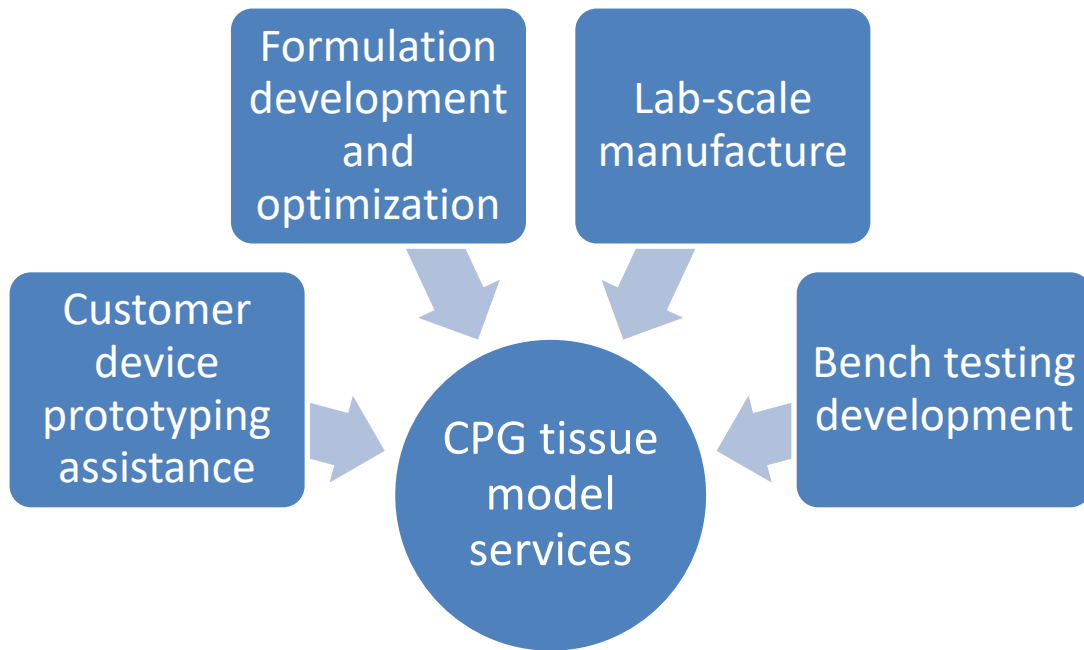 Formulation
development
and
optimization
Lab-scale
manufacture
Customer
device
prototyping
assistance
Bench testing
development
CPG tissue
model
services